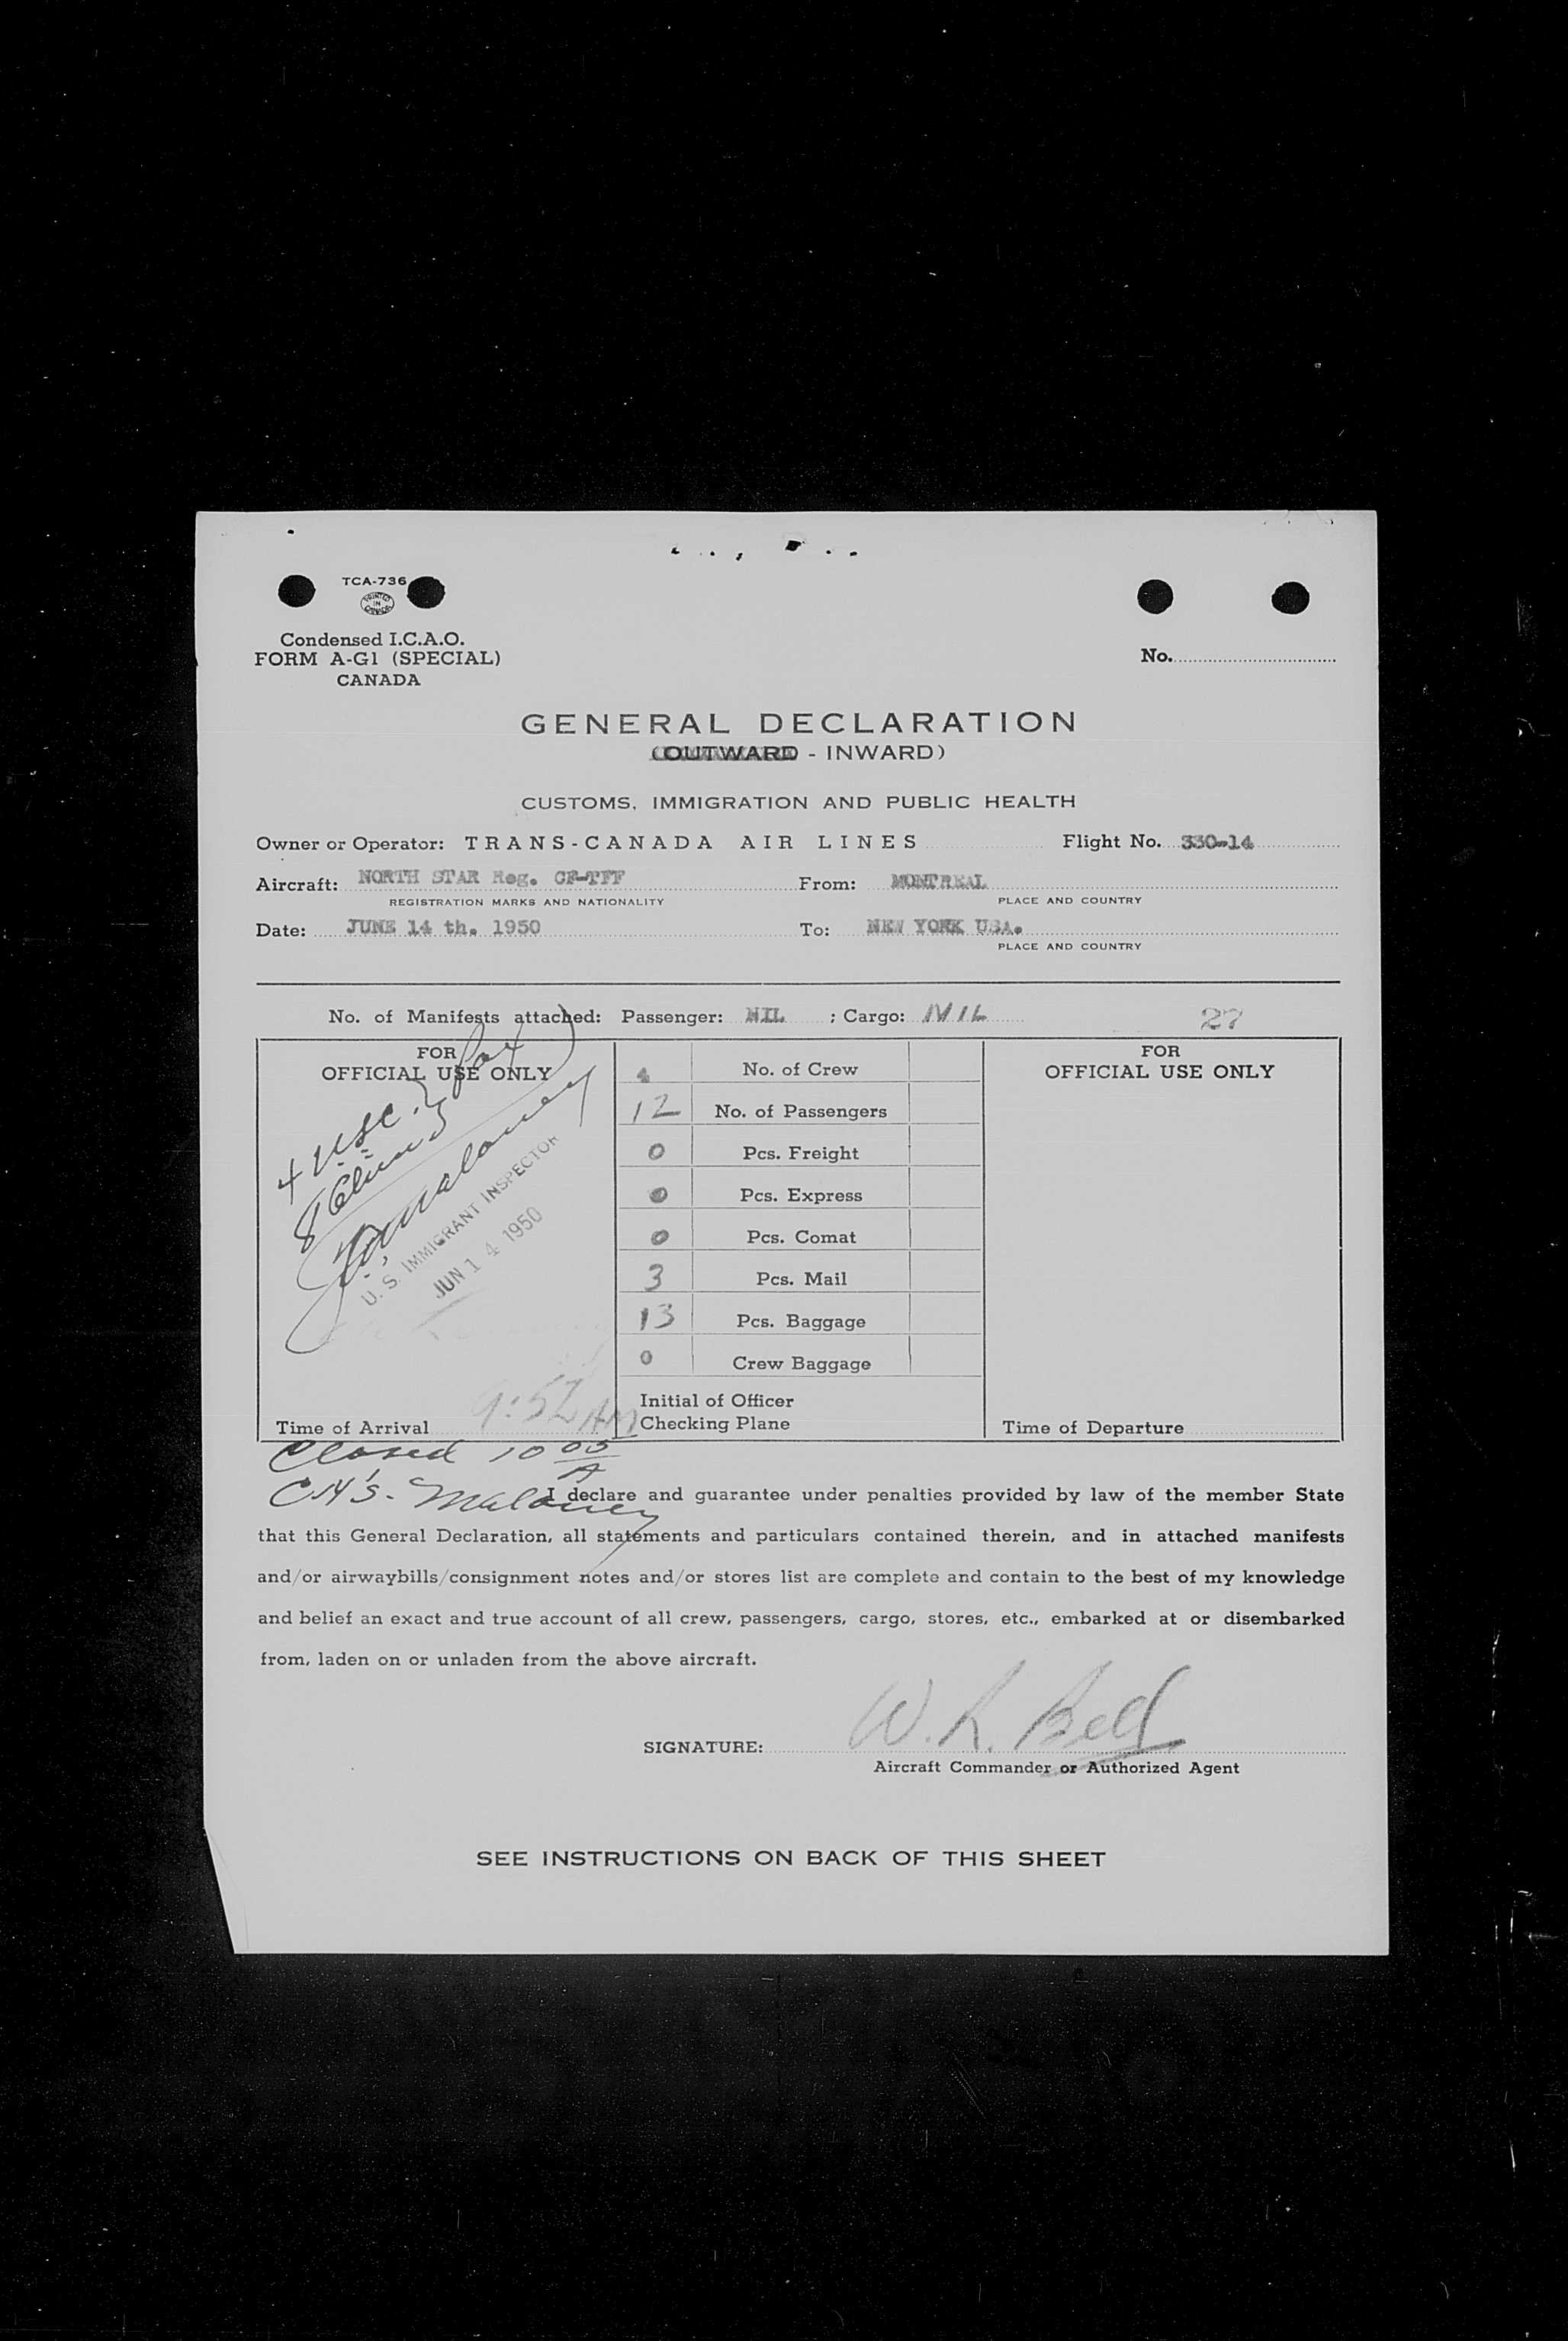 TCA-736
PRINTED IN CANADA
Condensed I.C.A.O.
FORM A-G1 (SPECIAL)
CANADA
No.
GENERAL DECLARATION
(OUTWARD - INWARD)
CUSTOMS, IMMIGRATION AND PUBLIC HEALTH
Owner or Operator: TRANS-CANADA AIR LINES Flight No. 330-14
Aircraft: NORTH STAR Reg. CF-TFF From: MONTREAL
REGISTRATION MARKS AND NATIONALITY PLACE AND COUNTRY
Date: JUNE 14 th. 1950 To: NEW YORK USA.
PLACE AND COUNTRY
No. of Manifests attached: Passenger: NIL ; Cargo: NIL 27
FOR
OFFICIAL USE ONLY
4 USC.
8
Maloney
U. S. IMMIGRANT INSPECTOR
JUN 14 1950
Time of Arrival 9:52 AM
4 No. of Crew
12 No. of Passengers
0 Pcs. Freight
0 Pcs. Express
0 Pcs. Comat
3 Pcs. Mail
13 Pcs. Baggage
0 Crew Baggage
Initial of Officer
Checking Plane
FOR
OFFICIAL USE ONLY
Time of Departure
Closed 10 05 A
Maloney
I declare and guarantee under penalties provided by law of the member State
that this General Declaration, all statements and particulars contained therein, and in attached manifests
and/or airwaybills/consignment notes and/or stores list are complete and contain to the best of my knowledge
and belief an exact and true account of all crew, passengers, cargo, stores, etc., embarked at or disembarked
from, laden on or unladen from the above aircraft.
SIGNATURE: W. R. Bell
Aircraft Commander or Authorized Agent
SEE INSTRUCTIONS ON BACK OF THIS SHEET